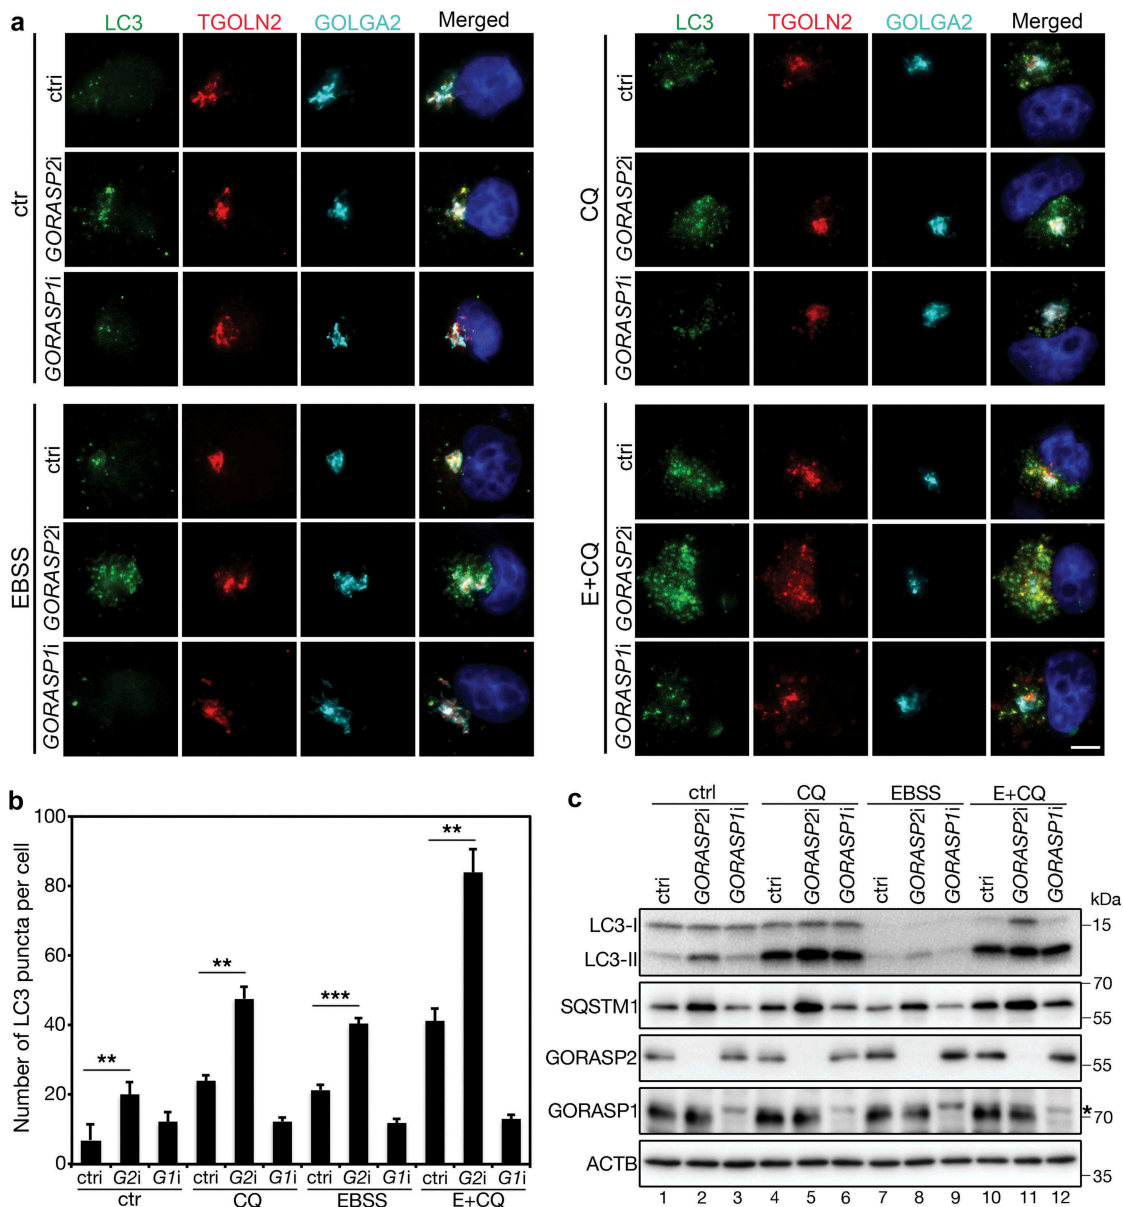 a
LC3 TGOLN2 GOLGA2 Merged
LC3 TGOLN2 GOLGA2 Merged
ctr
ctri
GORASP2i
GORASP1i
CQ
ctri
GORASP2i
GORASP1i
EBSS
ctri
GORASP2i
GORASP1i
E+CQ
ctri
GORASP2i
GORASP1i
b
Number of LC3 puncta per cell
100
80
60
40
20
0
** ** *** **
ctri G2i G1i ctri G2i G1i ctri G2i G1i ctri G2i G1i
ctr CQ EBSS E+CQ
c
ctrl CQ EBSS E+CQ
ctri GORASP2i GORASP1i ctri GORASP2i GORASP1i ctri GORASP2i GORASP1i ctri GORASP2i GORASP1i
kDa
LC3-I 15
LC3-II
70
SQSTM1 55
GORASP2 55
GORASP1 * 70
ACTB 35
1 2 3 4 5 6 7 8 9 10 11 12